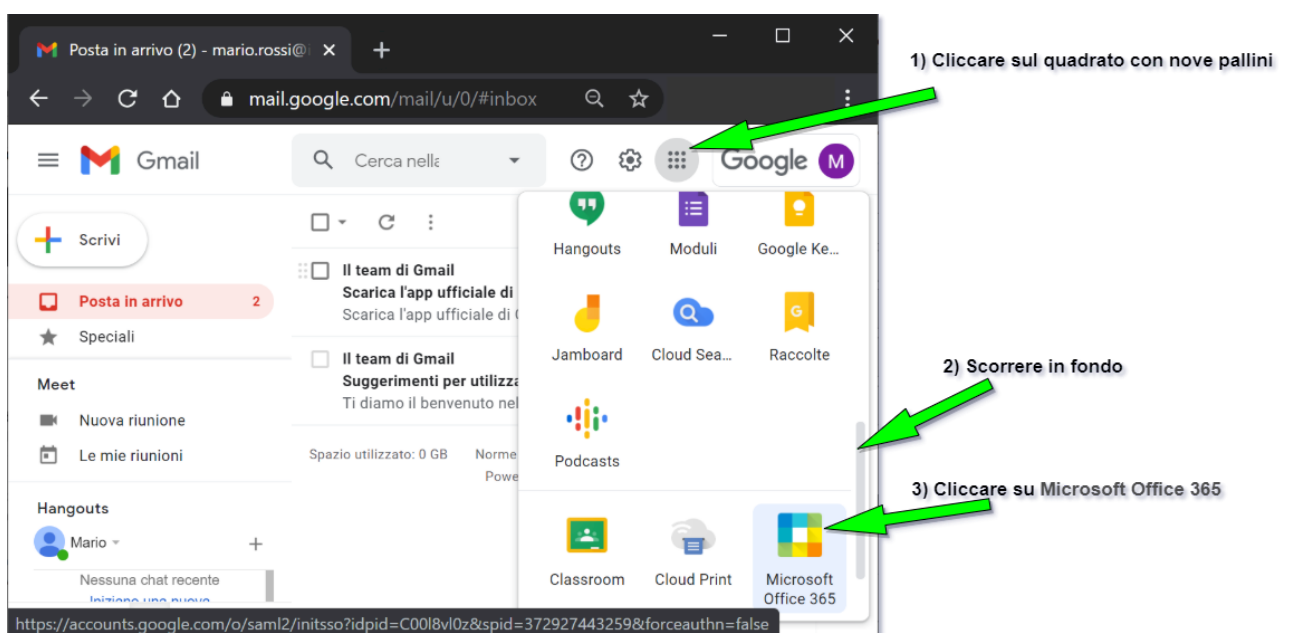 Posta in arrivo (2) - mario.rossi@
1) Cliccare sul quadrato con nove pallini
mail.google.com/mail/u/0/#inbox
Gmail
Cerca nella
Google
M
Scrivi
Posta in arrivo 2
Speciali
Meet
Nuova riunione
Le mie riunioni
Hangouts
Mario
Nessuna chat recente
Iniziane una nuova
Il team di Gmail
Scarica l'app ufficiale di
Scarica l'app ufficiale di
Il team di Gmail
Suggerimenti per utilizza
Ti diamo il benvenuto nel
Spazio utilizzato: 0 GB
Norme
Powe
Hangouts
Moduli
Google Ke...
Jamboard
Cloud Sea...
Raccolte
Podcasts
Classroom
Cloud Print
Microsoft
Office 365
2) Scorrere in fondo
3) Cliccare su Microsoft Office 365
https://accounts.google.com/o/saml2/initsso?idpid=C00l8vl0z&spid=372927443259&forceauthn=false